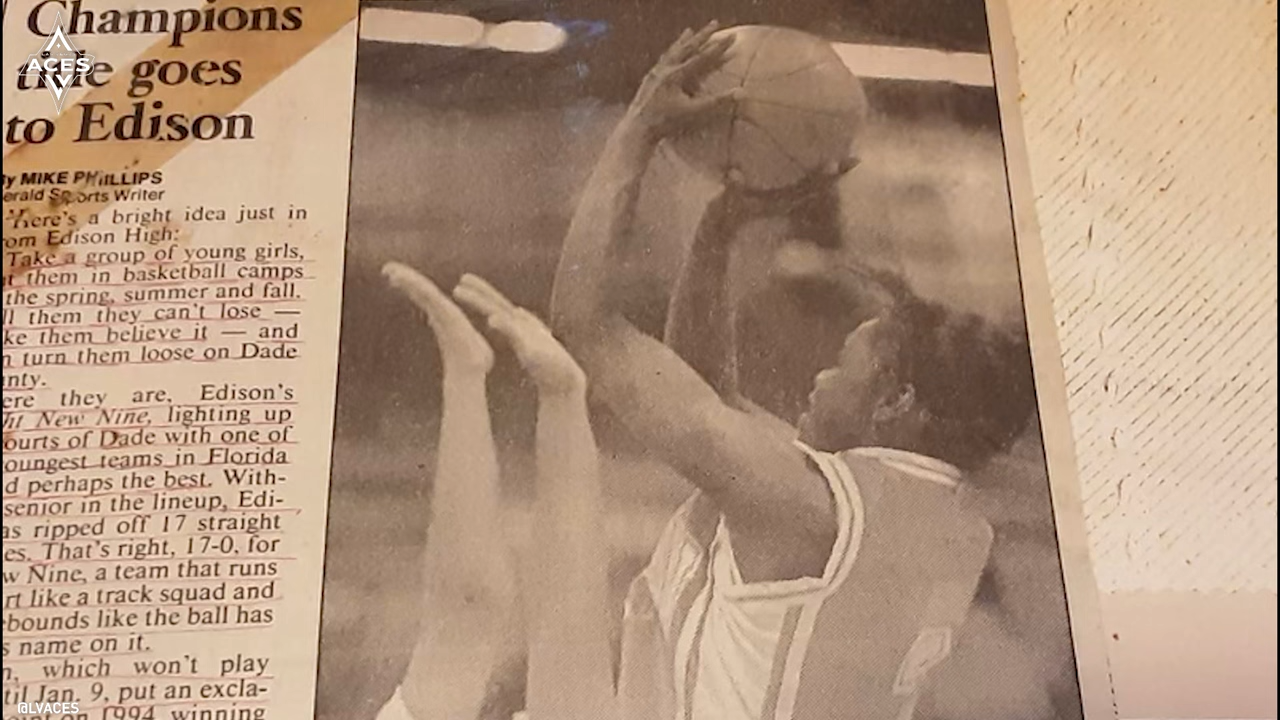 Champions
title goes
to Edison
ACES
By MIKE PHILLIPS
erald Sports Writer
Here's a bright idea just in
om Edison High:
Take a group of young girls,
t them in basketball camps
the spring, summer and fall.
ll them they can't lose —
ke them believe it — and
n turn them loose on Dade
nty.
ere they are, Edison's
ht New Nine, lighting up
ourts of Dade with one of
oungest teams in Florida
d perhaps the best. With-
senior in the lineup, Edi-
as ripped off 17 straight
es. That's right, 17-0, for
w Nine, a team that runs
rt like a track squad and
ebounds like the ball has
s name on it.
n, which won't play
til Jan. 9, put an excla-
on 1994, winning
@LVACES